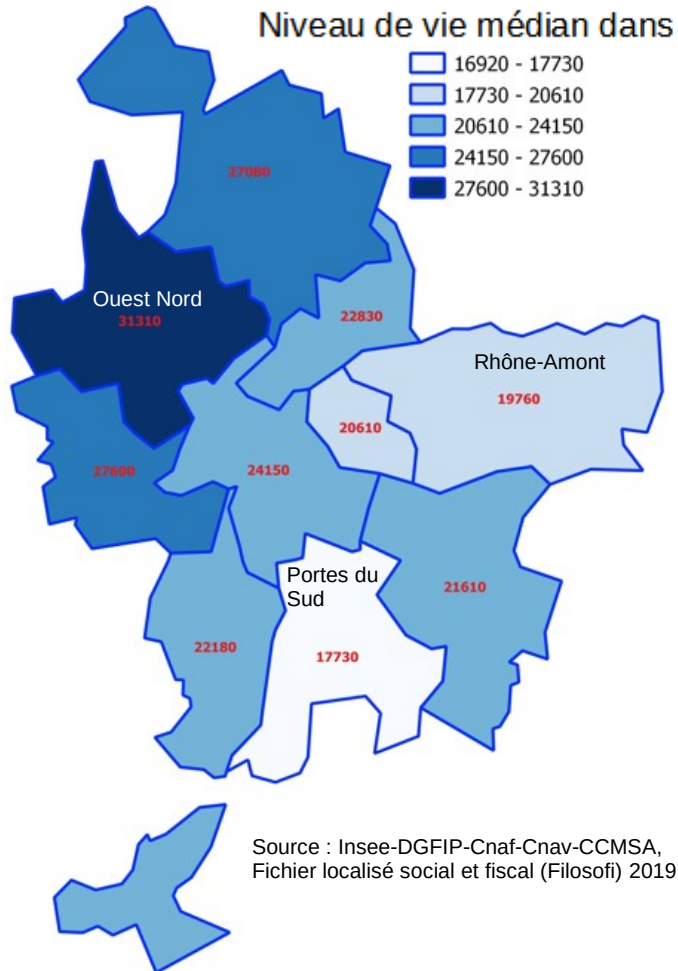 Niveau de vie médian dans
16920 - 17730
17730 - 20610
20610 - 24150
24150 - 27600
27600 - 31310
27080
Ouest Nord
31310
22830
Rhône-Amont
19760
20610
27600
24150
Portes du
Sud
21610
22180
17730
Source : Insee-DGFIP-Cnaf-Cnav-CCMSA,
Fichier localisé social et fiscal (Filosofi) 2019